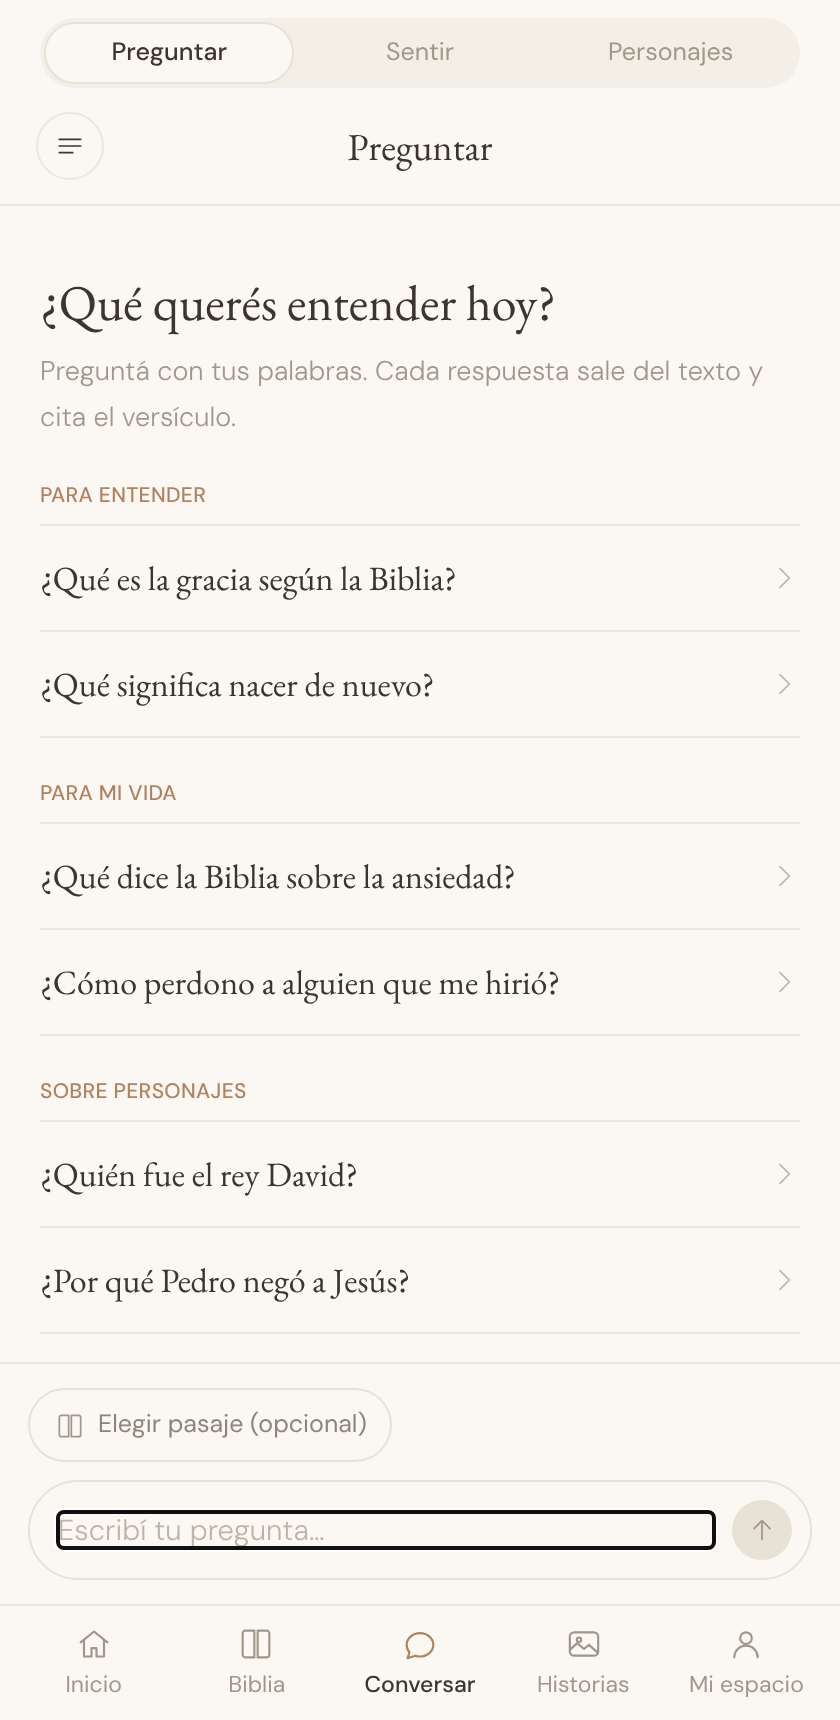 Preguntar
Sentir
Personajes
Preguntar
¿Qué querés entender hoy?
Preguntá con tus palabras. Cada respuesta sale del texto y
cita el versículo.
PARA ENTENDER
¿Qué es la gracia según la Biblia?
¿Qué significa nacer de nuevo?
PARA MI VIDA
¿Qué dice la Biblia sobre la ansiedad?
¿Cómo perdono a alguien que me hirió?
SOBRE PERSONAJES
¿Quién fue el rey David?
¿Por qué Pedro negó a Jesús?
Elegir pasaje (opcional)
Escribí tu pregunta...
Inicio
Biblia
Conversar
Historias
Mi espacio